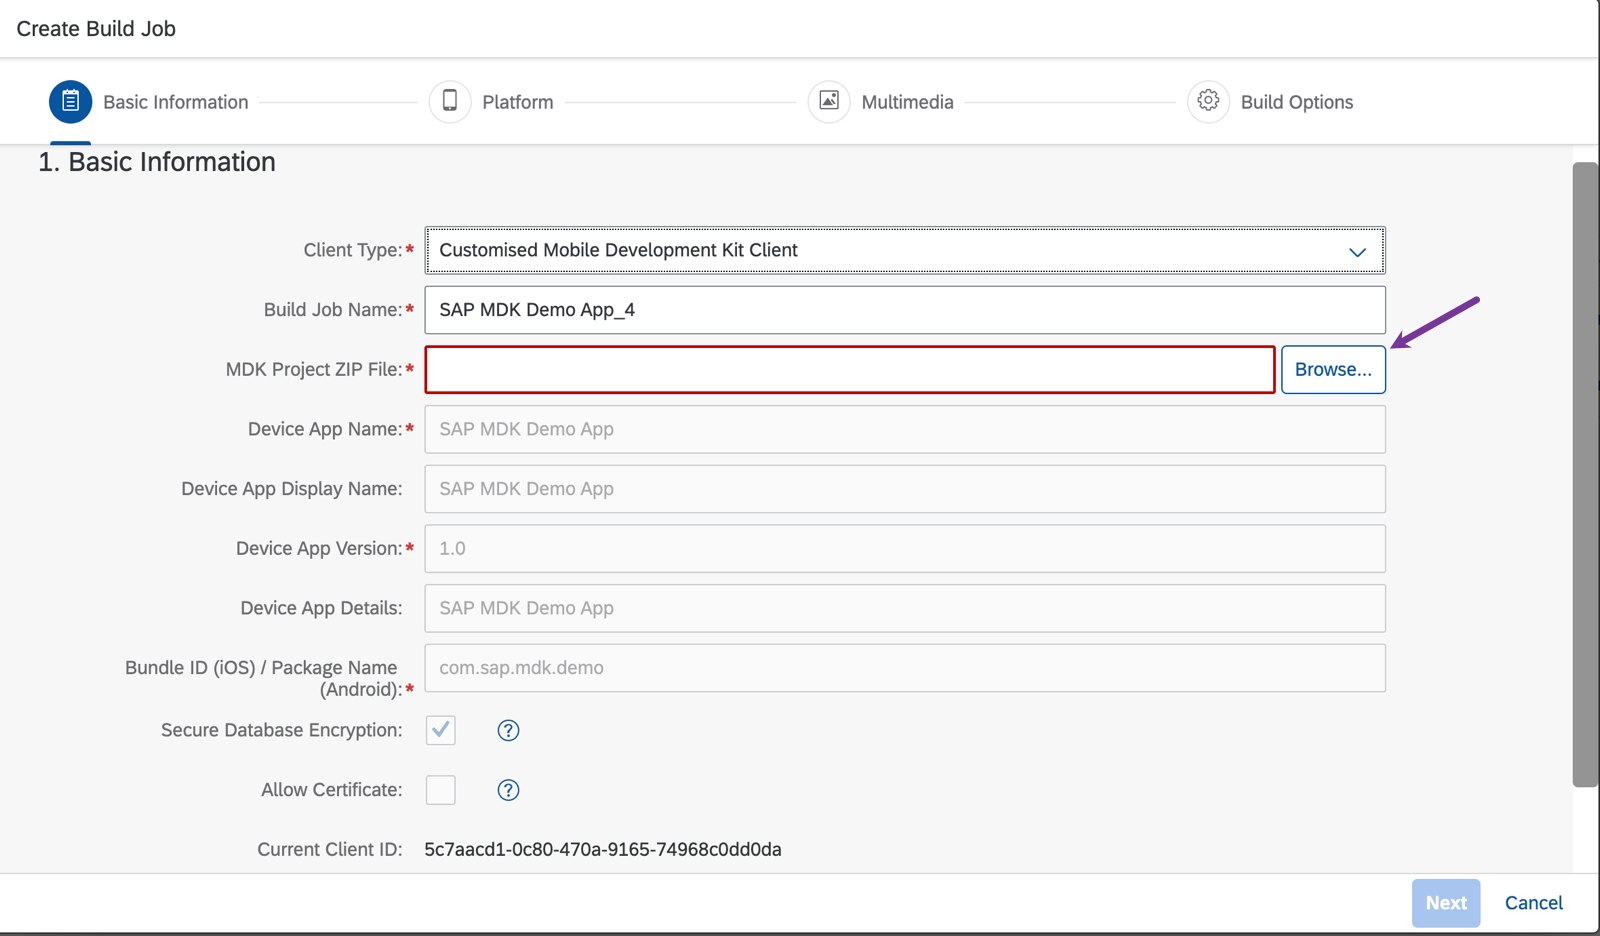 Create Build Job
Basic Information
Platform
Multimedia
Build Options
1. Basic Information
Client Type:*
Customised Mobile Development Kit Client
Build Job Name:*
SAP MDK Demo App_4
MDK Project ZIP File:*
Browse...
Device App Name:*
SAP MDK Demo App
Device App Display Name:
SAP MDK Demo App
Device App Version:*
1.0
Device App Details:
SAP MDK Demo App
Bundle ID (iOS) / Package Name
(Android):*
com.sap.mdk.demo
Secure Database Encryption:
?
Allow Certificate:
?
Current Client ID:
5c7aacd1-0c80-470a-9165-74968c0dd0da
Next
Cancel